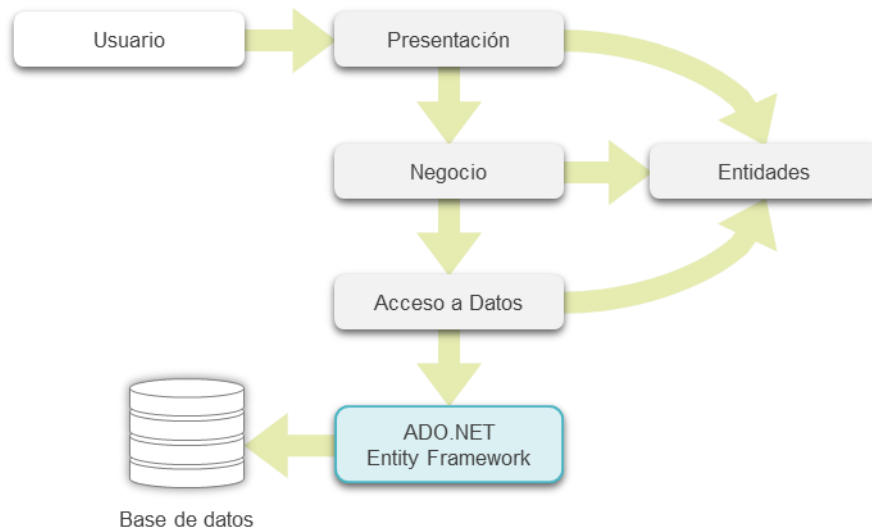 Usuario
Presentación
Negocio
Entidades
Acceso a Datos
ADO.NET
Entity Framework
Base de datos